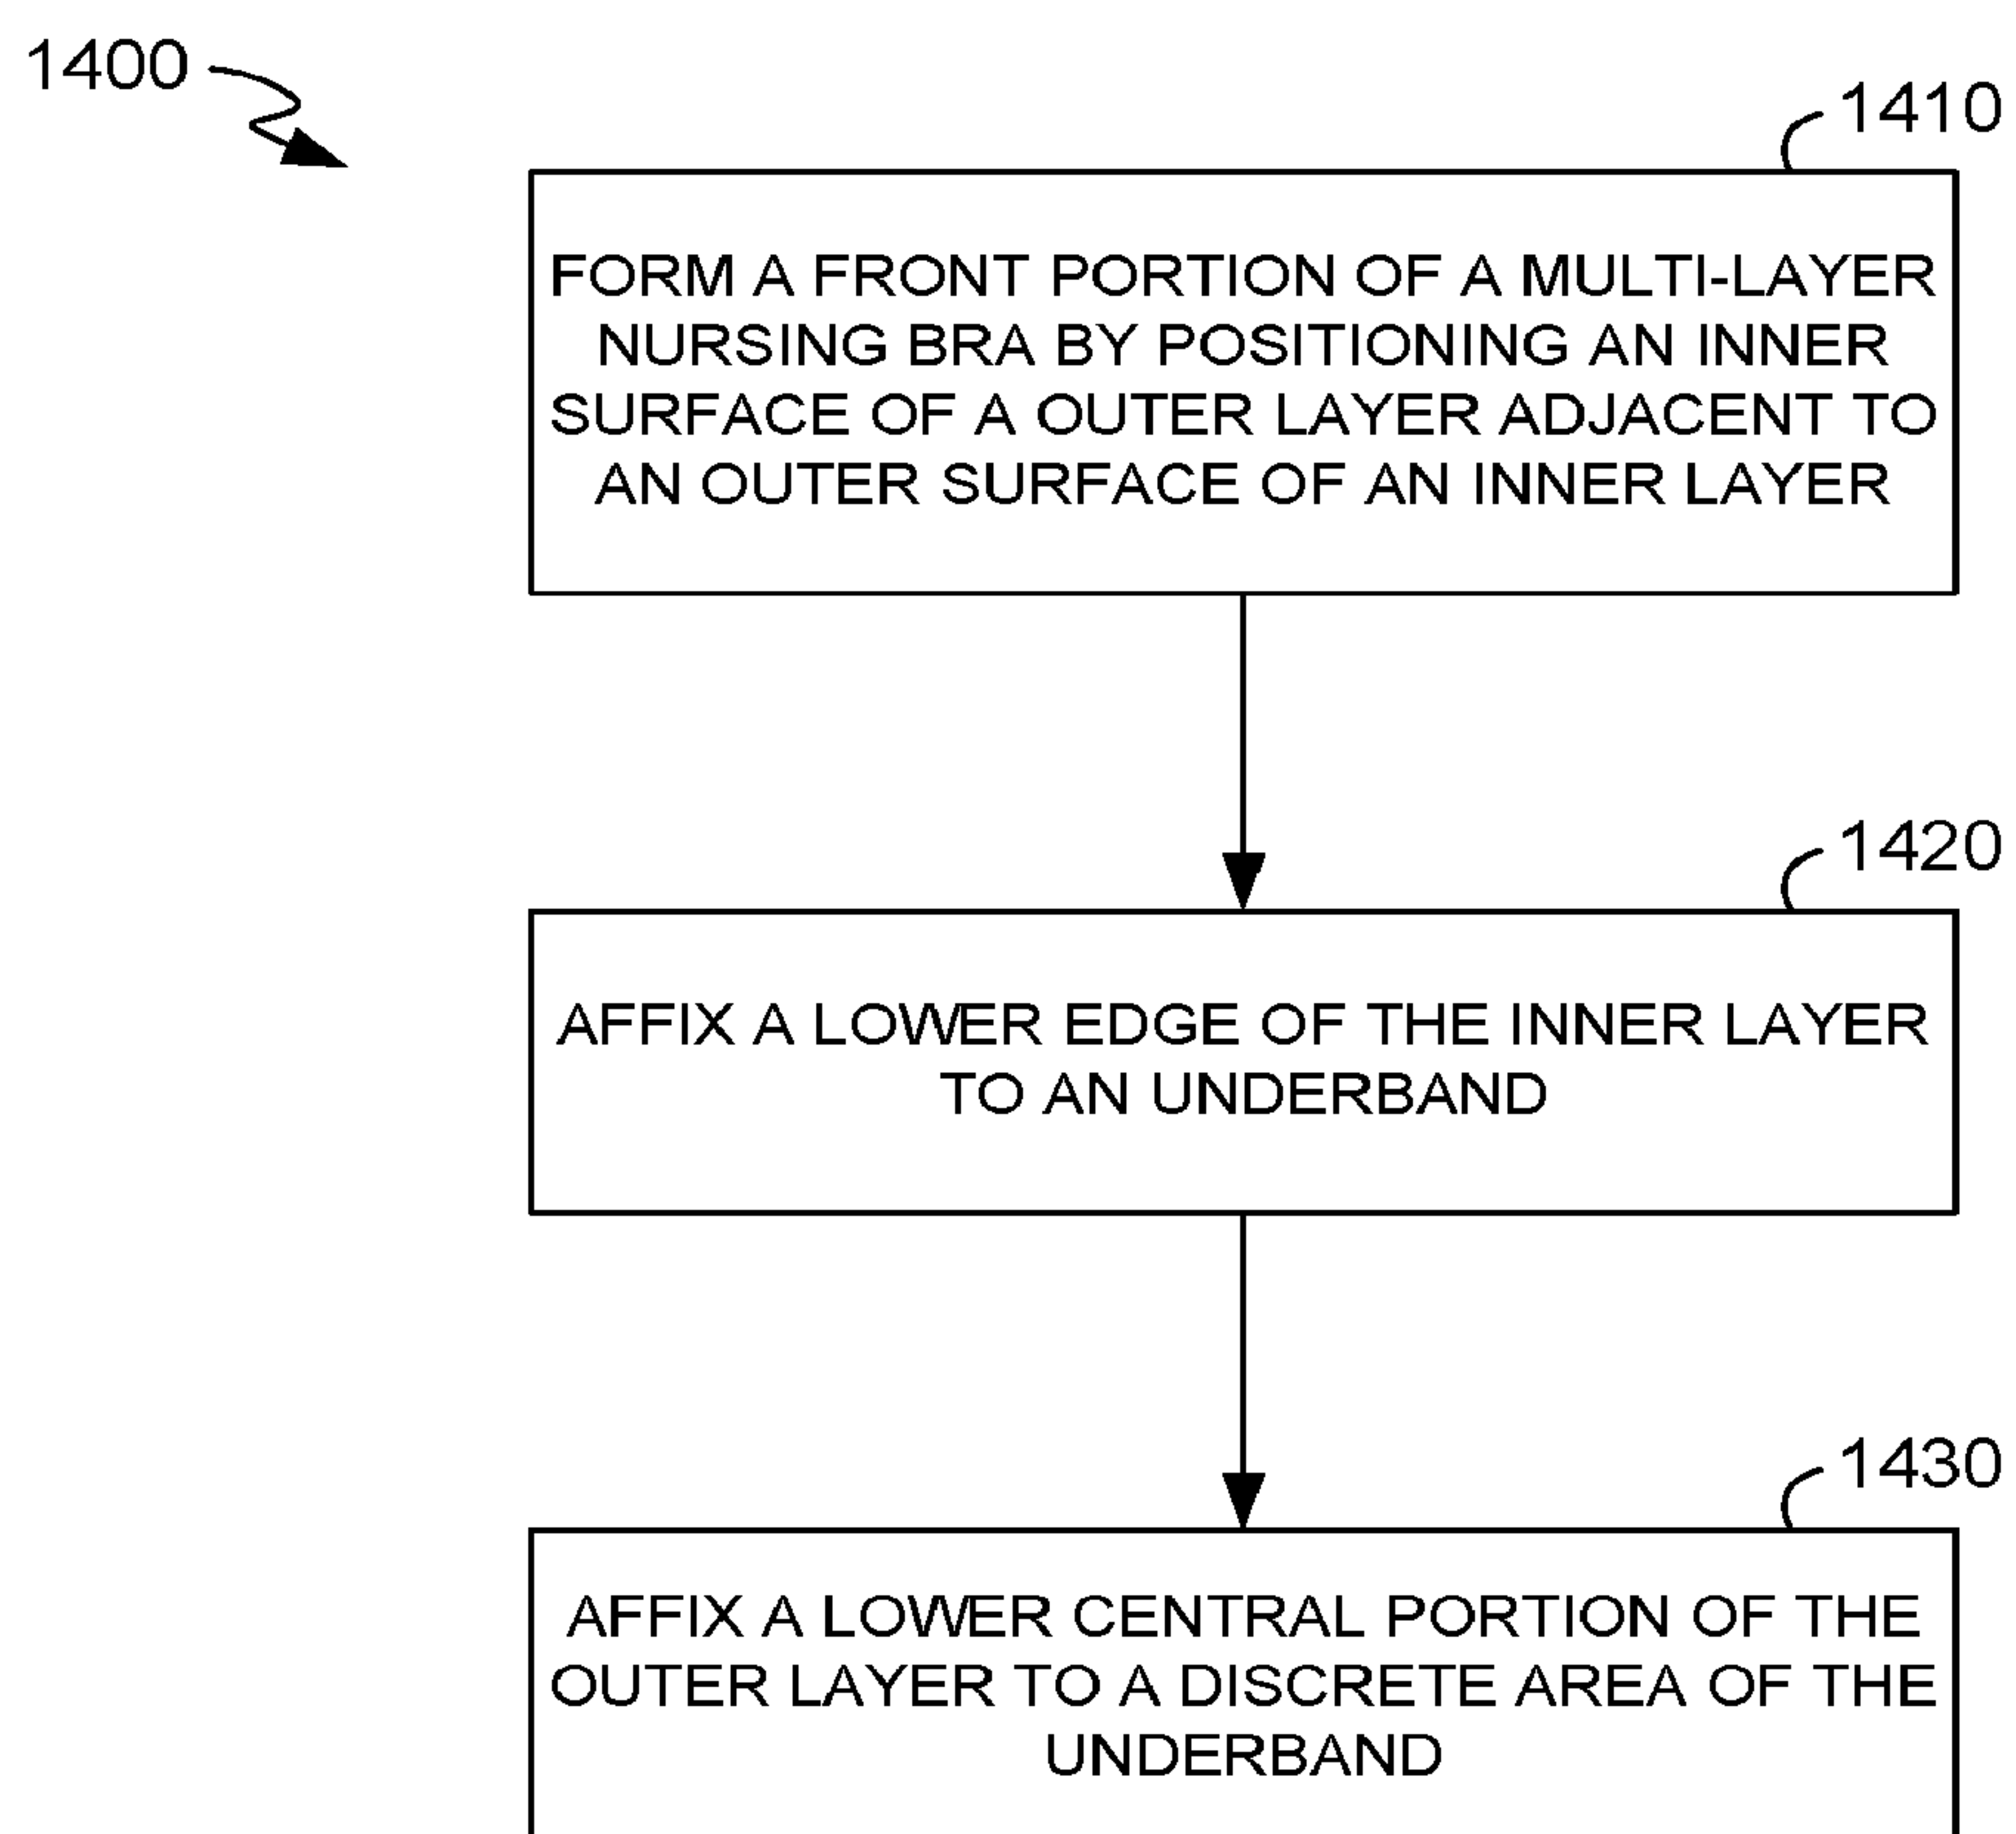 1400
1410
FORM A FRONT PORTION OF A MULTI-LAYER
NURSING BRA BY POSITIONING AN INNER
SURFACE OF A OUTER LAYER ADJACENT TO
AN OUTER SURFACE OF AN INNER LAYER
1420
AFFIX A LOWER EDGE OF THE INNER LAYER
TO AN UNDERBAND
1430
AFFIX A LOWER CENTRAL PORTION OF THE
OUTER LAYER TO A DISCRETE AREA OF THE
UNDERBAND